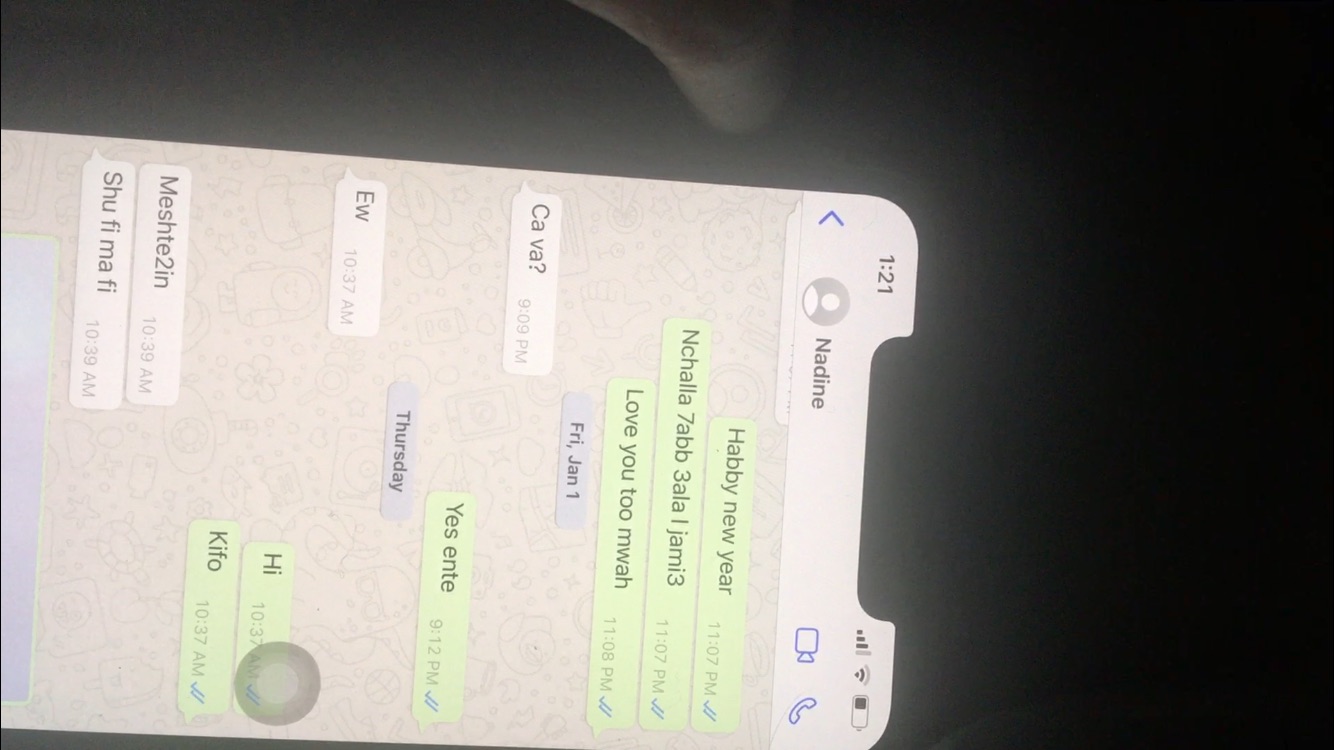 1:21
Nadine
Habby new year 11:07 PM
Nchalla 7abb 3ala l jami3 11:07 PM
Love you too mwah 11:08 PM
Fri, Jan 1
Ca va? 9:09 PM
Yes ente 9:12 PM
Thursday
Ew 10:37 AM
Hi 10:37 AM
Kifo 10:37 AM
Meshte2in 10:39 AM
Shu fi ma fi 10:39 AM